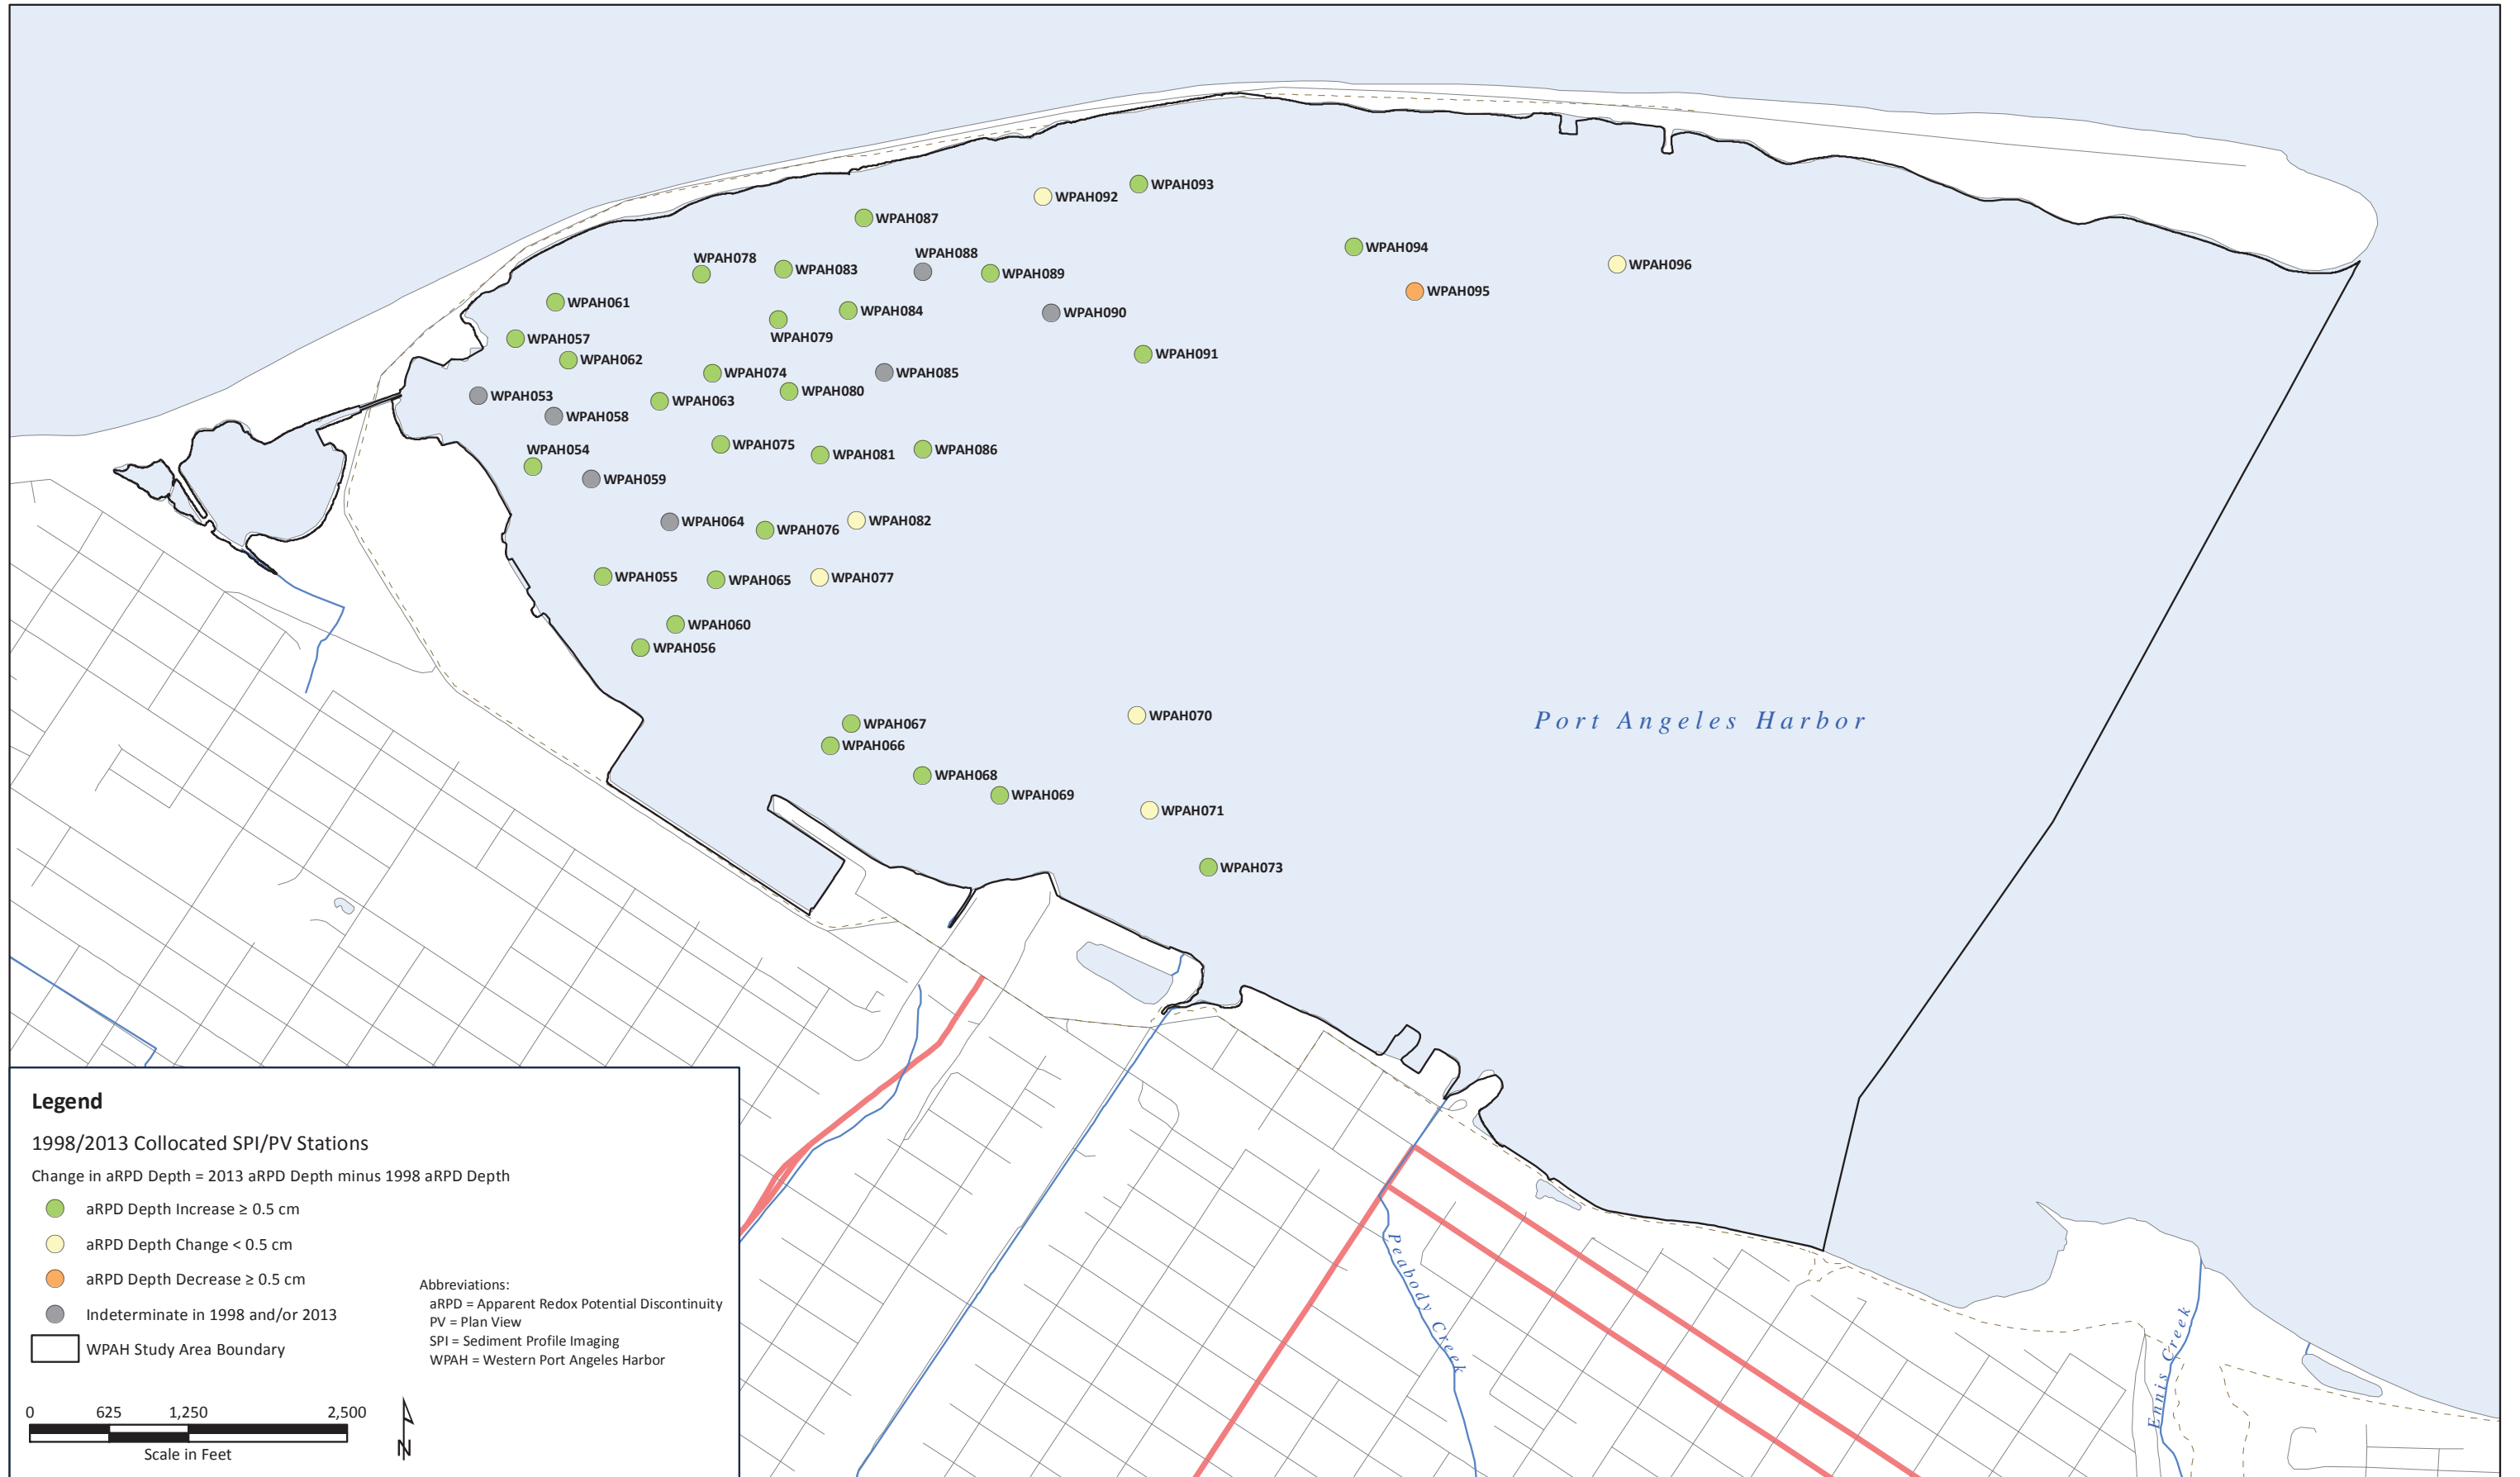 WPAH093
WPAH092
WPAH087
WPAH094
WPAH088
WPAH078
WPAH096
WPAH083
WPAH089
WPAH095
WPAH061
WPAH084
WPAH090
WPAH079
WPAH057
WPAH091
WPAH062
WPAH074
WPAH085
WPAH080
WPAH053
WPAH063
WPAH058
WPAH075
WPAH054
WPAH081
WPAH086
WPAH059
WPAH064
WPAH082
WPAH076
WPAH055
WPAH065
WPAH077
WPAH060
WPAH056
WPAH070
Port Angeles Harbor
WPAH067
WPAH066
WPAH068
WPAH069
WPAH071
WPAH073
Peabody Creek
Ennis Creek
Legend
1998/2013 Collocated SPI/PV Stations
Change in aRPD Depth = 2013 aRPD Depth minus 1998 aRPD Depth
aRPD Depth Increase ≥ 0.5 cm
aRPD Depth Change < 0.5 cm
aRPD Depth Decrease ≥ 0.5 cm
Indeterminate in 1998 and/or 2013
WPAH Study Area Boundary
Abbreviations:
aRPD = Apparent Redox Potential Discontinuity
PV = Plan View
SPI = Sediment Profile Imaging
WPAH = Western Port Angeles Harbor
0 625 1,250 2,500
Scale in Feet
N